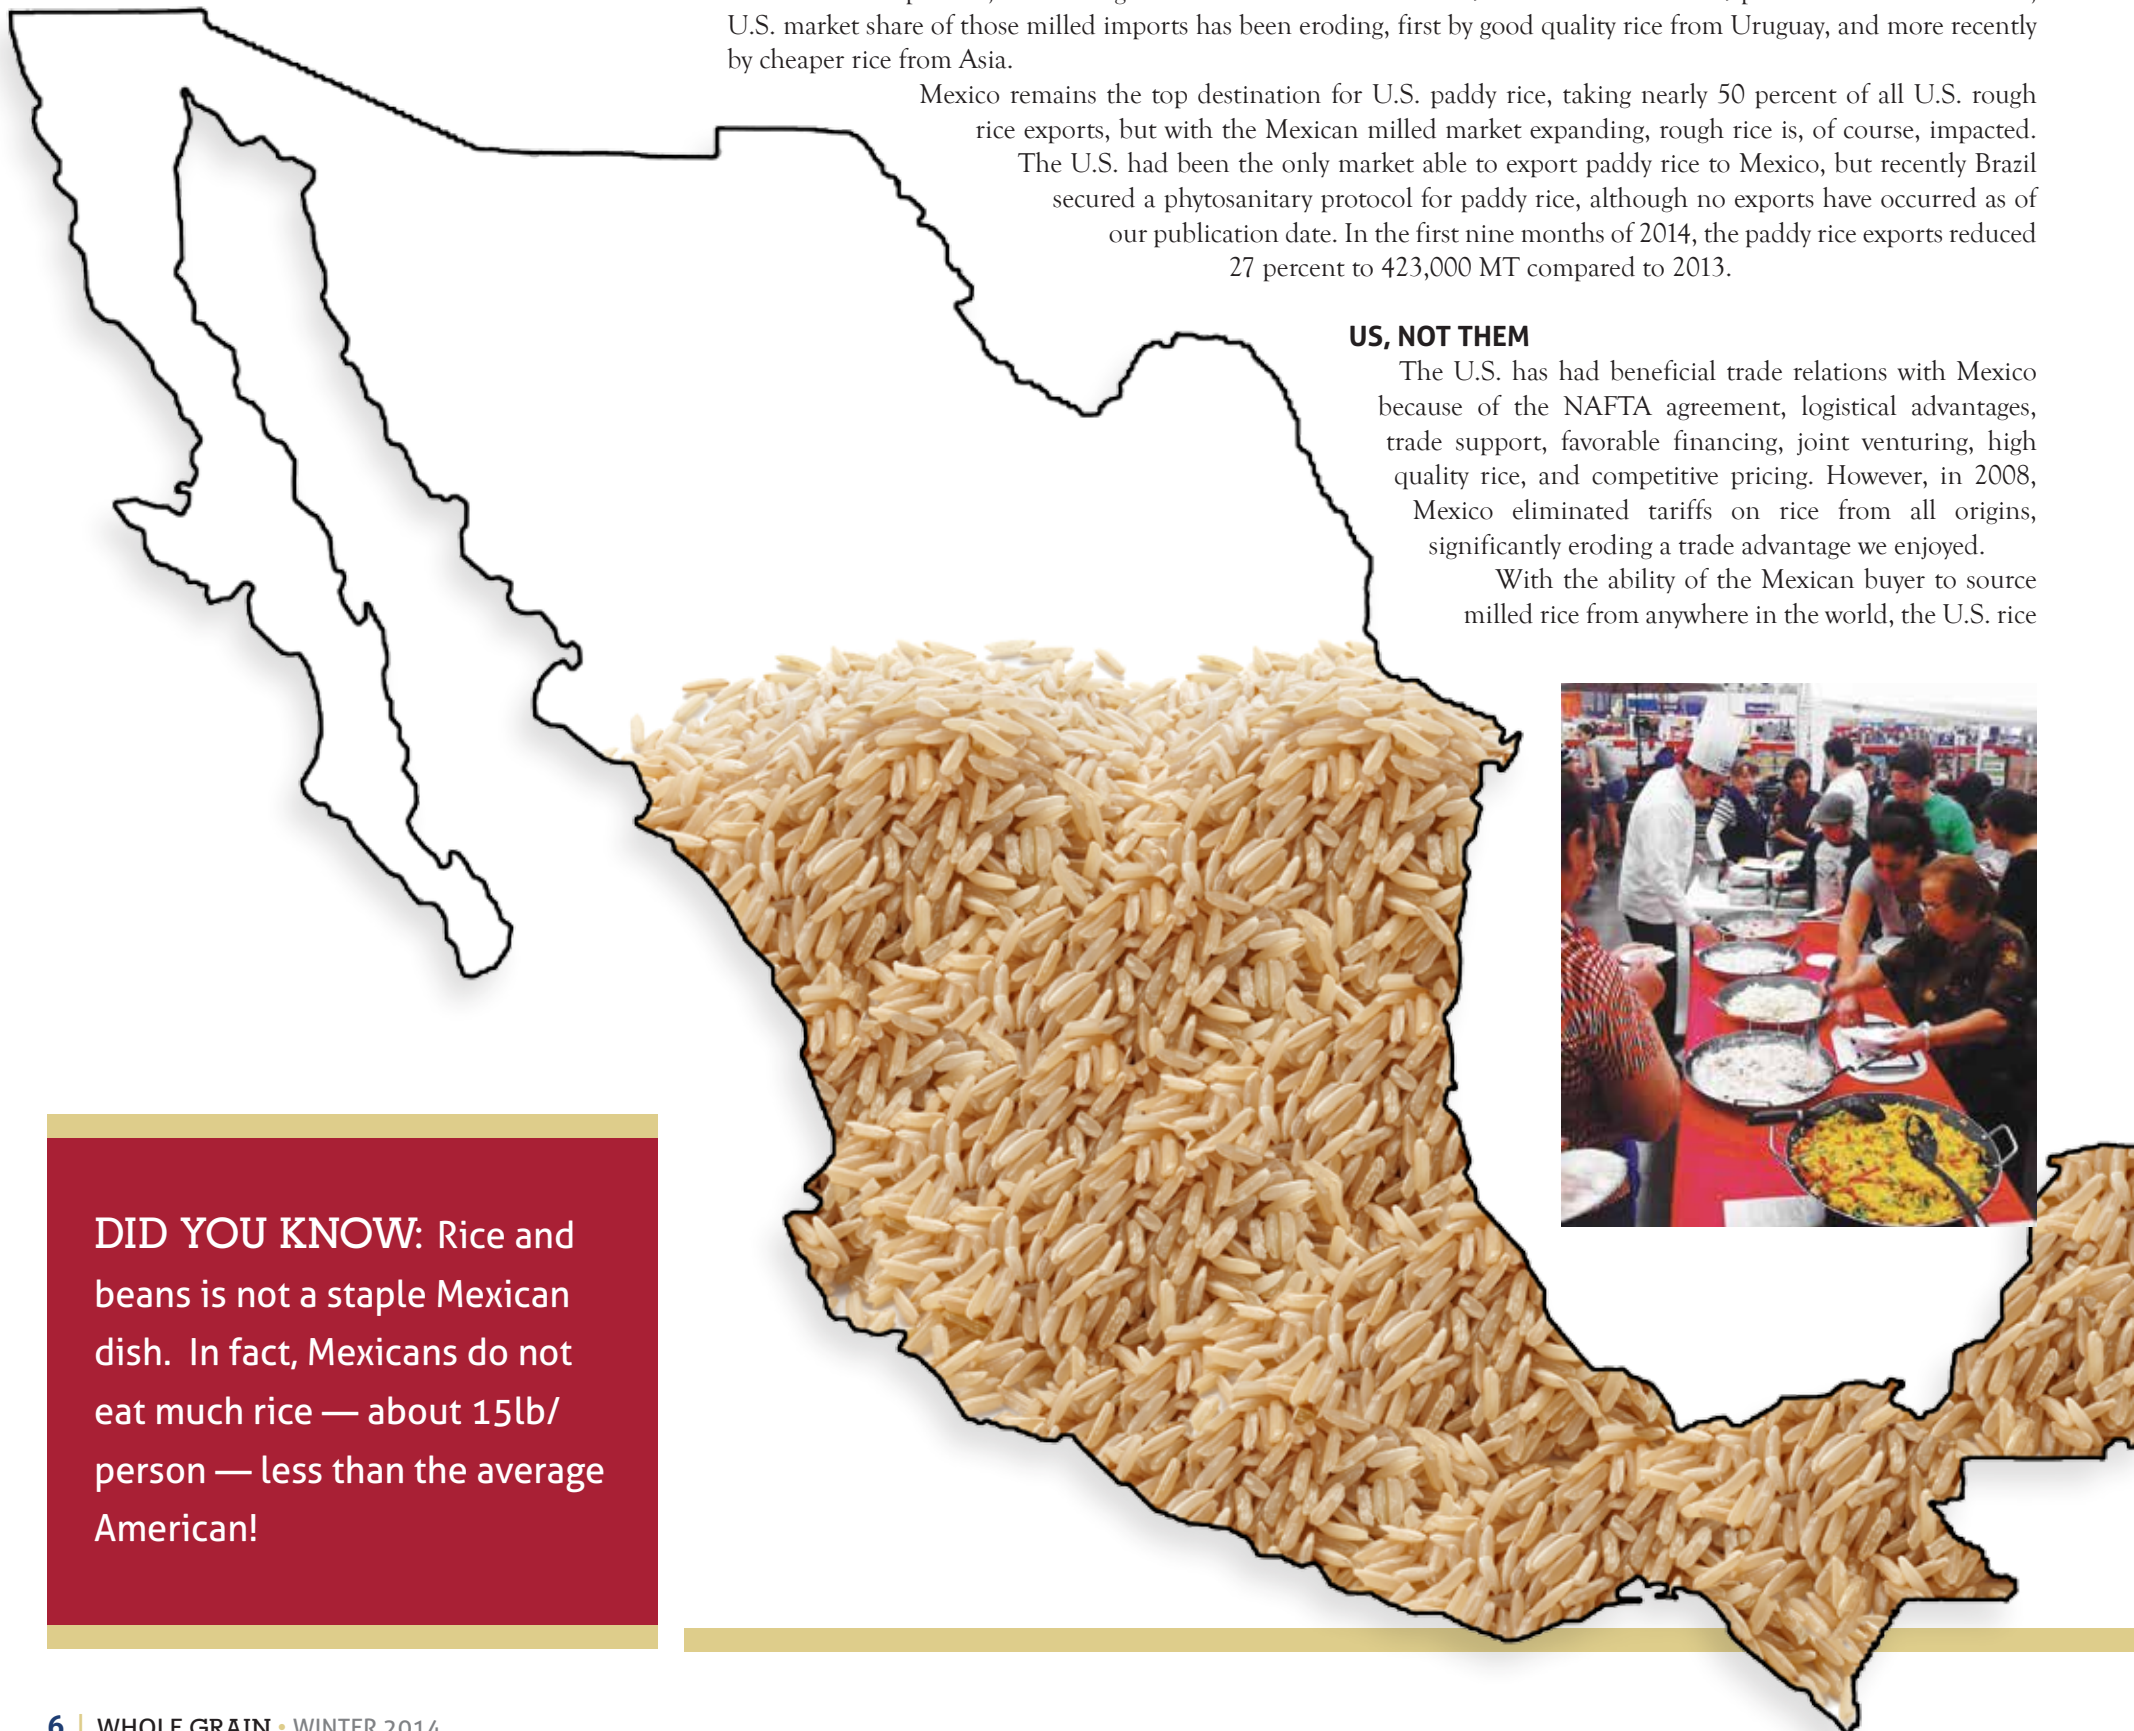 U.S. market share of those milled imports has been eroding, first by good quality rice from Uruguay, and more recently
by cheaper rice from Asia.
Mexico remains the top destination for U.S. paddy rice, taking nearly 50 percent of all U.S. rough
rice exports, but with the Mexican milled market expanding, rough rice is, of course, impacted.
The U.S. had been the only market able to export paddy rice to Mexico, but recently Brazil
secured a phytosanitary protocol for paddy rice, although no exports have occurred as of
our publication date. In the first nine months of 2014, the paddy rice exports reduced
27 percent to 423,000 MT compared to 2013.
US, NOT THEM
The U.S. has had beneficial trade relations with Mexico
because of the NAFTA agreement, logistical advantages,
trade support, favorable financing, joint venturing, high
quality rice, and competitive pricing. However, in 2008,
Mexico eliminated tariffs on rice from all origins,
significantly eroding a trade advantage we enjoyed.
With the ability of the Mexican buyer to source
milled rice from anywhere in the world, the U.S. rice
DID YOU KNOW: Rice and
beans is not a staple Mexican
dish. In fact, Mexicans do not
eat much rice — about 15lb/
person — less than the average
American!
6 | WHOLE GRAIN • WINTER 2014